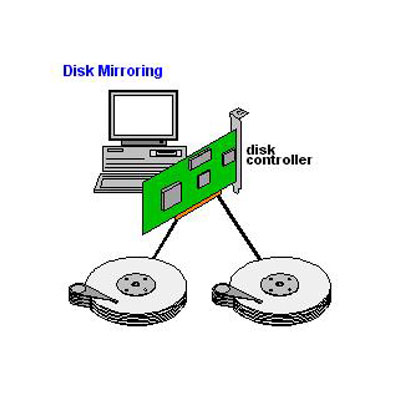 Disk Mirroring
disk
controller